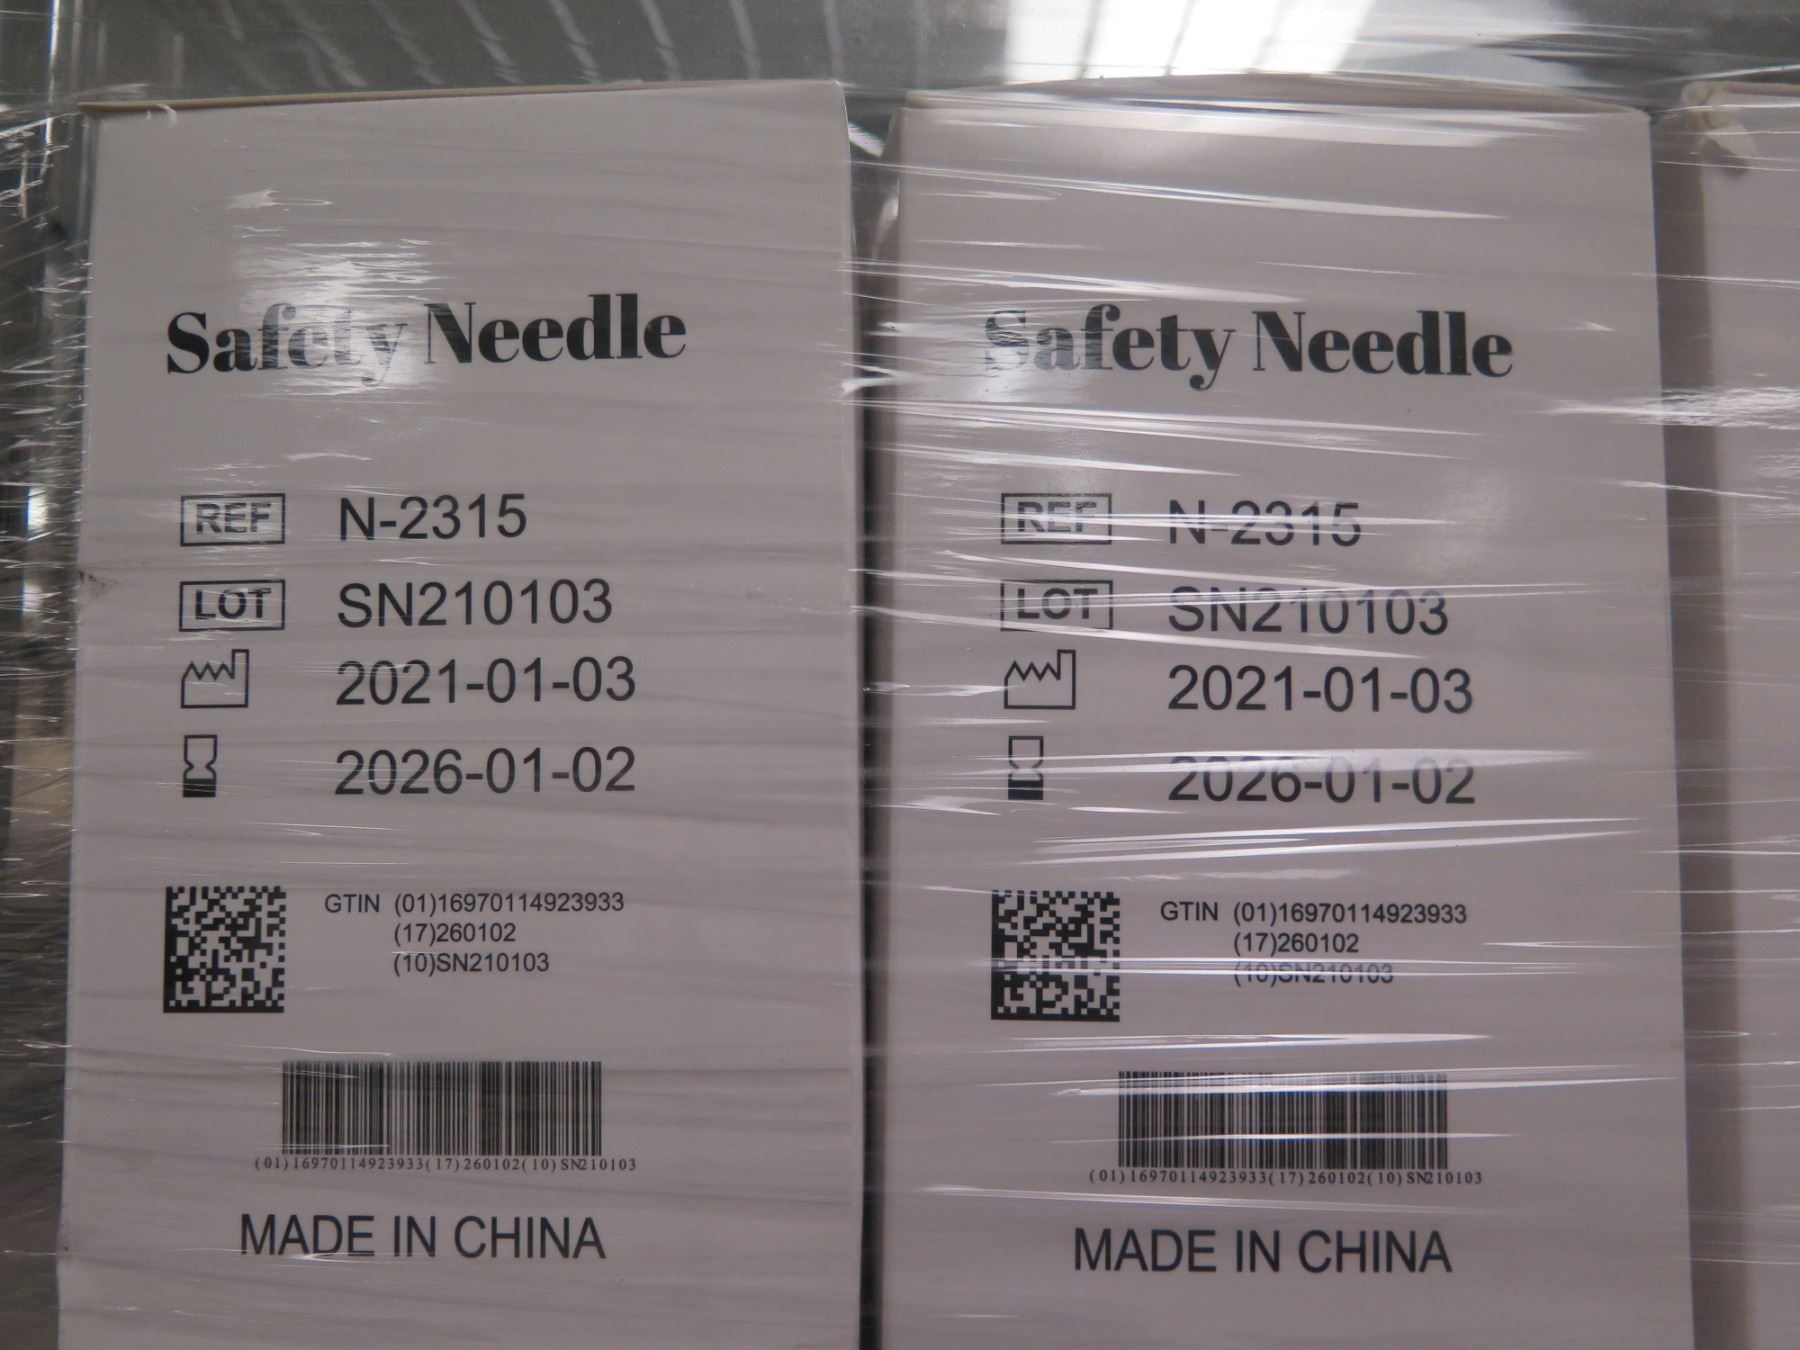 Safety Needle
REF N-2315
LOT SN210103
2021-01-03
2026-01-02
GTIN (01)16970114923933
(17)260102
(10)SN210103
(01)16970114923933(17)260102(10)SN210103
MADE IN CHINA
Safety Needle
REF N-2315
LOT SN210103
2021-01-03
2026-01-02
GTIN (01)16970114923933
(17)260102
(10)SN210103
(01)16970114923933(17)260102(10)SN210103
MADE IN CHINA